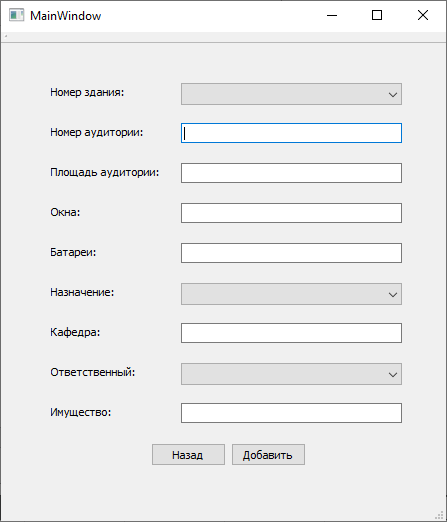 MainWindow
Номер здания:
Номер аудитории:
Площадь аудитории:
Окна:
Батареи:
Назначение:
Кафедра:
Ответственный:
Имущество:
Назад Добавить